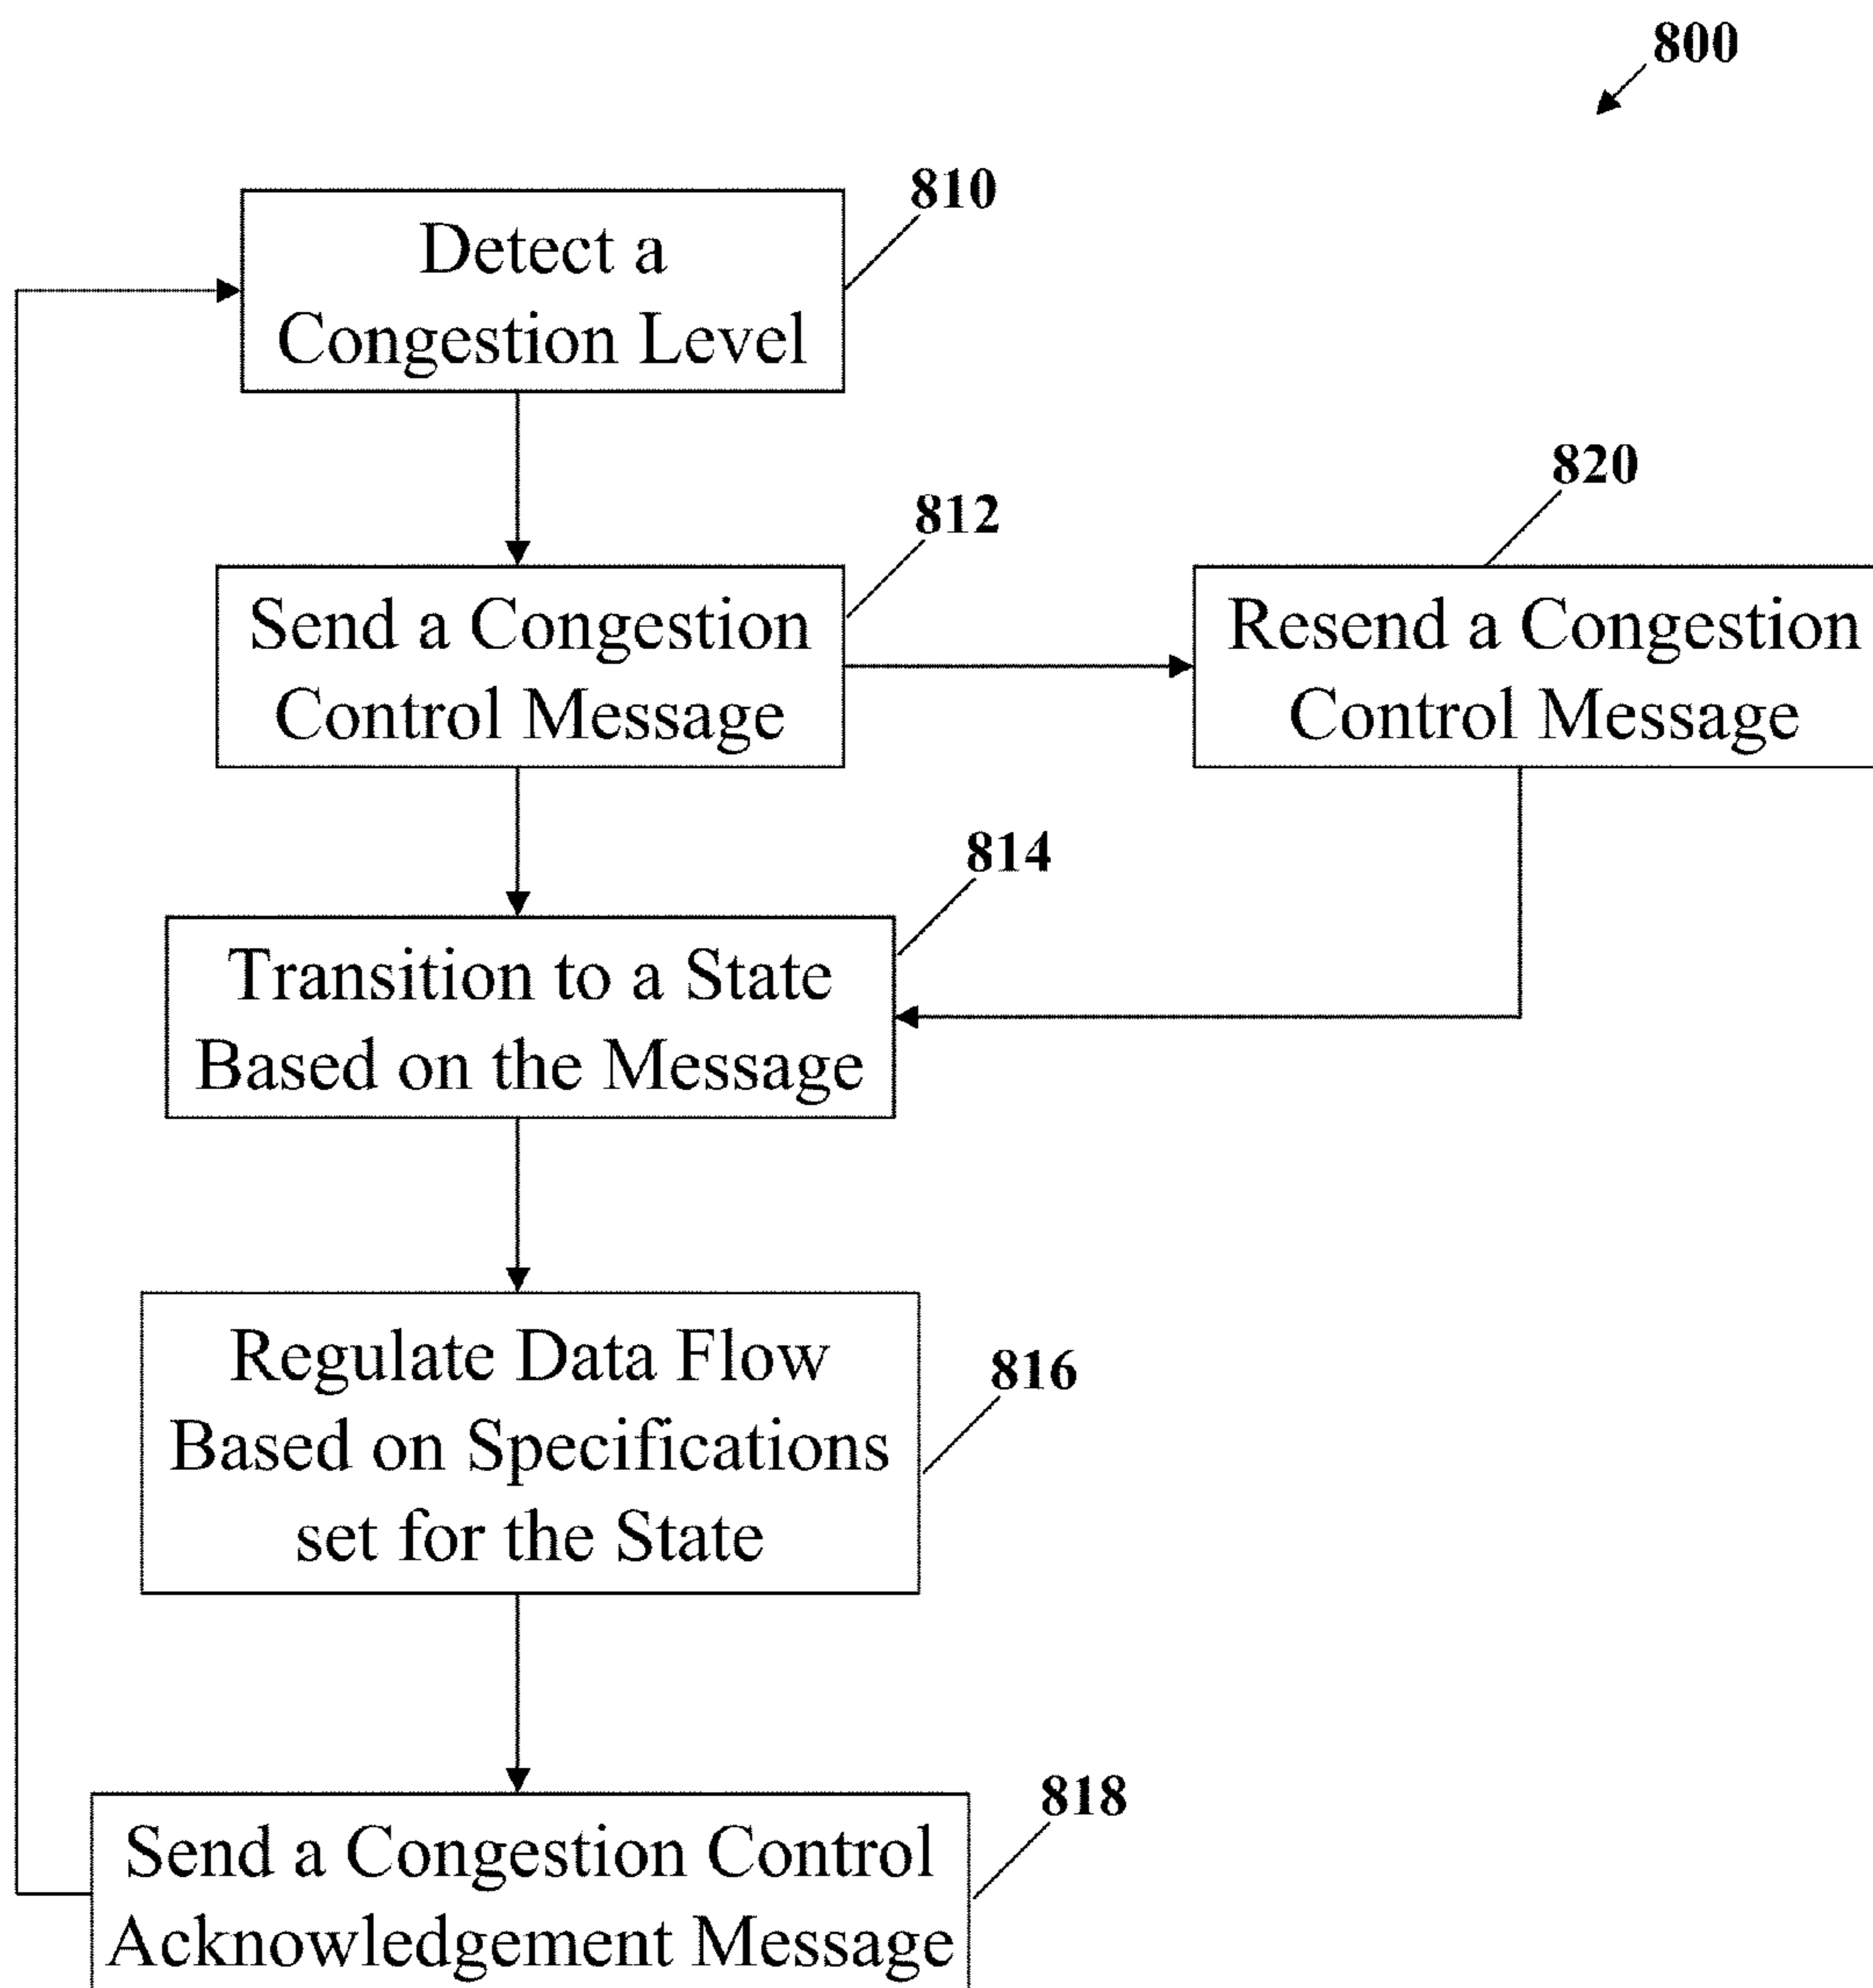 800
810
Detect a
Congestion Level
812
820
Send a Congestion
Control Message
Resend a Congestion
Control Message
814
Transition to a State
Based on the Message
Regulate Data Flow
Based on Specifications
set for the State
816
818
Send a Congestion Control
Acknowledgement Message